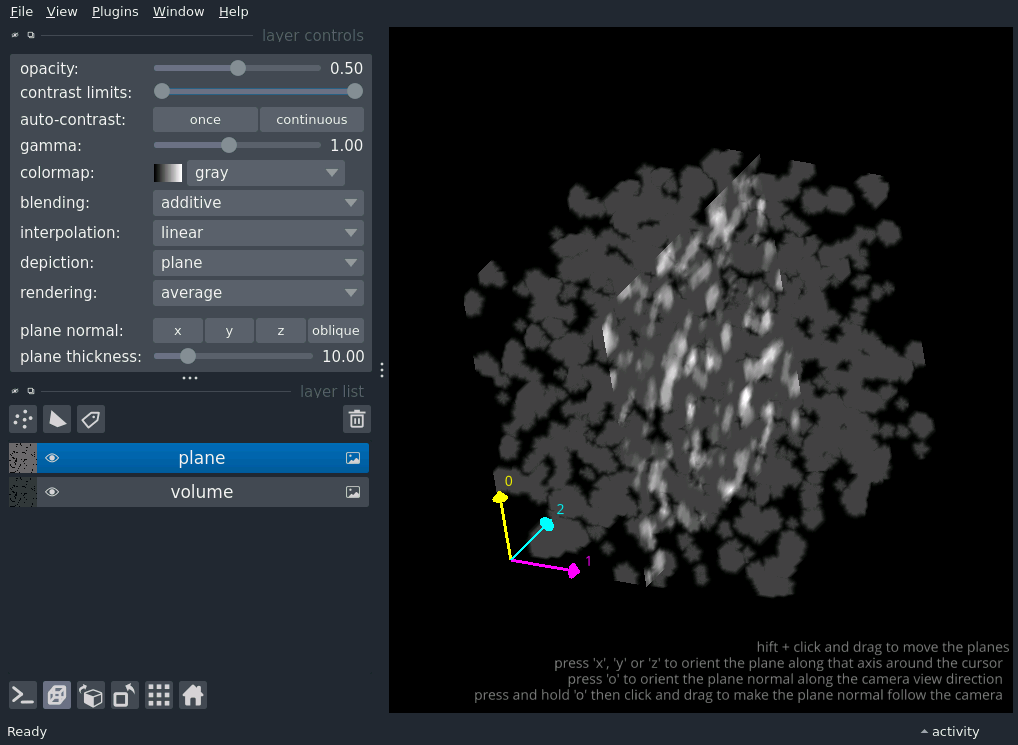 File View Plugins Window Help
layer controls
opacity: 0.50
contrast limits:
auto-contrast: once continuous
gamma: 1.00
colormap: gray
blending: additive
interpolation: linear
depiction: plane
rendering: average
plane normal: x y z oblique
plane thickness: 10.00
layer list
plane
volume
0
2
1
hift + click and drag to move the planes
press 'x', 'y' or 'z' to orient the plane along that axis around the cursor
press 'o' to orient the plane normal along the camera view direction
press and hold 'o' then click and drag to make the plane normal follow the camera
Ready activity